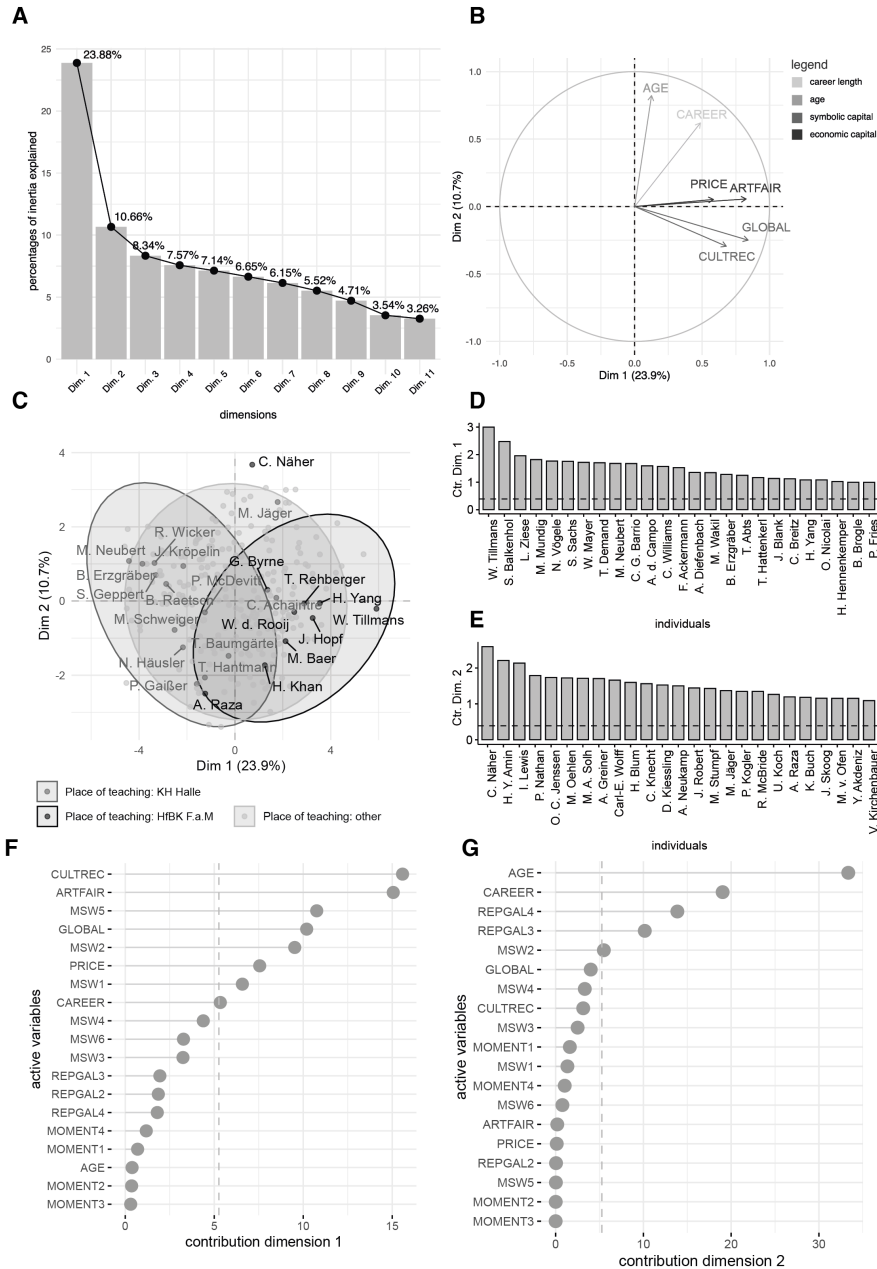 A
25
20
15
10
5
0
percentages of inertia explained
23.88%
10.66%
8.34%
7.57%
7.14%
6.65%
6.15%
5.52%
4.71%
3.54%
3.26%
Dim. 1
Dim. 2
Dim. 3
Dim. 4
Dim. 5
Dim. 6
Dim. 7
Dim. 8
Dim. 9
Dim. 10
Dim. 11
dimensions
B
1.0
0.5
0.0
-0.5
-1.0
Dim 2 (10.7%)
AGE
CAREER
PRICE
ARTFAIR
GLOBAL
CULTREC
-1.0
-0.5
0.0
0.5
1.0
Dim 1 (23.9%)
legend
career length
age
symbolic capital
economic capital
C
4
2
0
-2
Dim 2 (10.7%)
C. Näher
M. Jäger
R. Wicker
M. Neubert
J. Kröpelin
G. Byrne
B. Erzgräber
P. McDevitt
T. Rehberger
S. Geppert
B. Raetsen
C. Achaintre
H. Yang
M. Schweiger
W. d. Rooij
W. Tillmans
J. Hopf
T. Baumgärtel
M. Baer
N. Häusler
T. Hantmann
P. Gaißer
H. Khan
A. Raza
-4
0
4
Dim 1 (23.9%)
Place of teaching: KH Halle
Place of teaching: HfBK F.a.M
Place of teaching: other
D
3
2
1
0
Ctr. Dim. 1
W. Tillmans
S. Balkenhol
L. Ziese
M. Mundig
N. Vögele
S. Sachs
W. Mayer
T. Demand
M. Neubert
C. G. Barrio
A. d. Campo
C. Williams
F. Ackermann
A. Diefenbach
M. Wakil
B. Erzgräber
T. Abts
T. Hattenkerl
J. Blank
C. Breitz
H. Yang
O. Nicolai
H. Hennenkemper
B. Brogle
P. Fries
individuals
E
2
1
0
Ctr. Dim. 2
C. Näher
H. Y. Amin
I. Lewis
P. Nathan
O. C. Jenssen
M. Oehlen
M. A. Solh
A. Greiner
Carl-E. Wolff
H. Blum
C. Knecht
D. Kiessling
A. Neukamp
J. Robert
M. Stumpf
M. Jäger
P. Kogler
R. McBride
U. Koch
A. Raza
K. Buch
J. Skoog
M. v. Ofen
Y. Akdeniz
V. Kirchenbauer
individuals
F
active variables
CULTREC
ARTFAIR
MSW5
GLOBAL
MSW2
PRICE
MSW1
CAREER
MSW4
MSW6
MSW3
REPGAL3
REPGAL2
REPGAL4
MOMENT4
MOMENT1
AGE
MOMENT2
MOMENT3
0
5
10
15
contribution dimension 1
G
active variables
AGE
CAREER
REPGAL4
REPGAL3
MSW2
GLOBAL
MSW4
CULTREC
MSW3
MOMENT1
MSW1
MOMENT4
MSW6
ARTFAIR
PRICE
REPGAL2
MSW5
MOMENT2
MOMENT3
0
10
20
30
contribution dimension 2